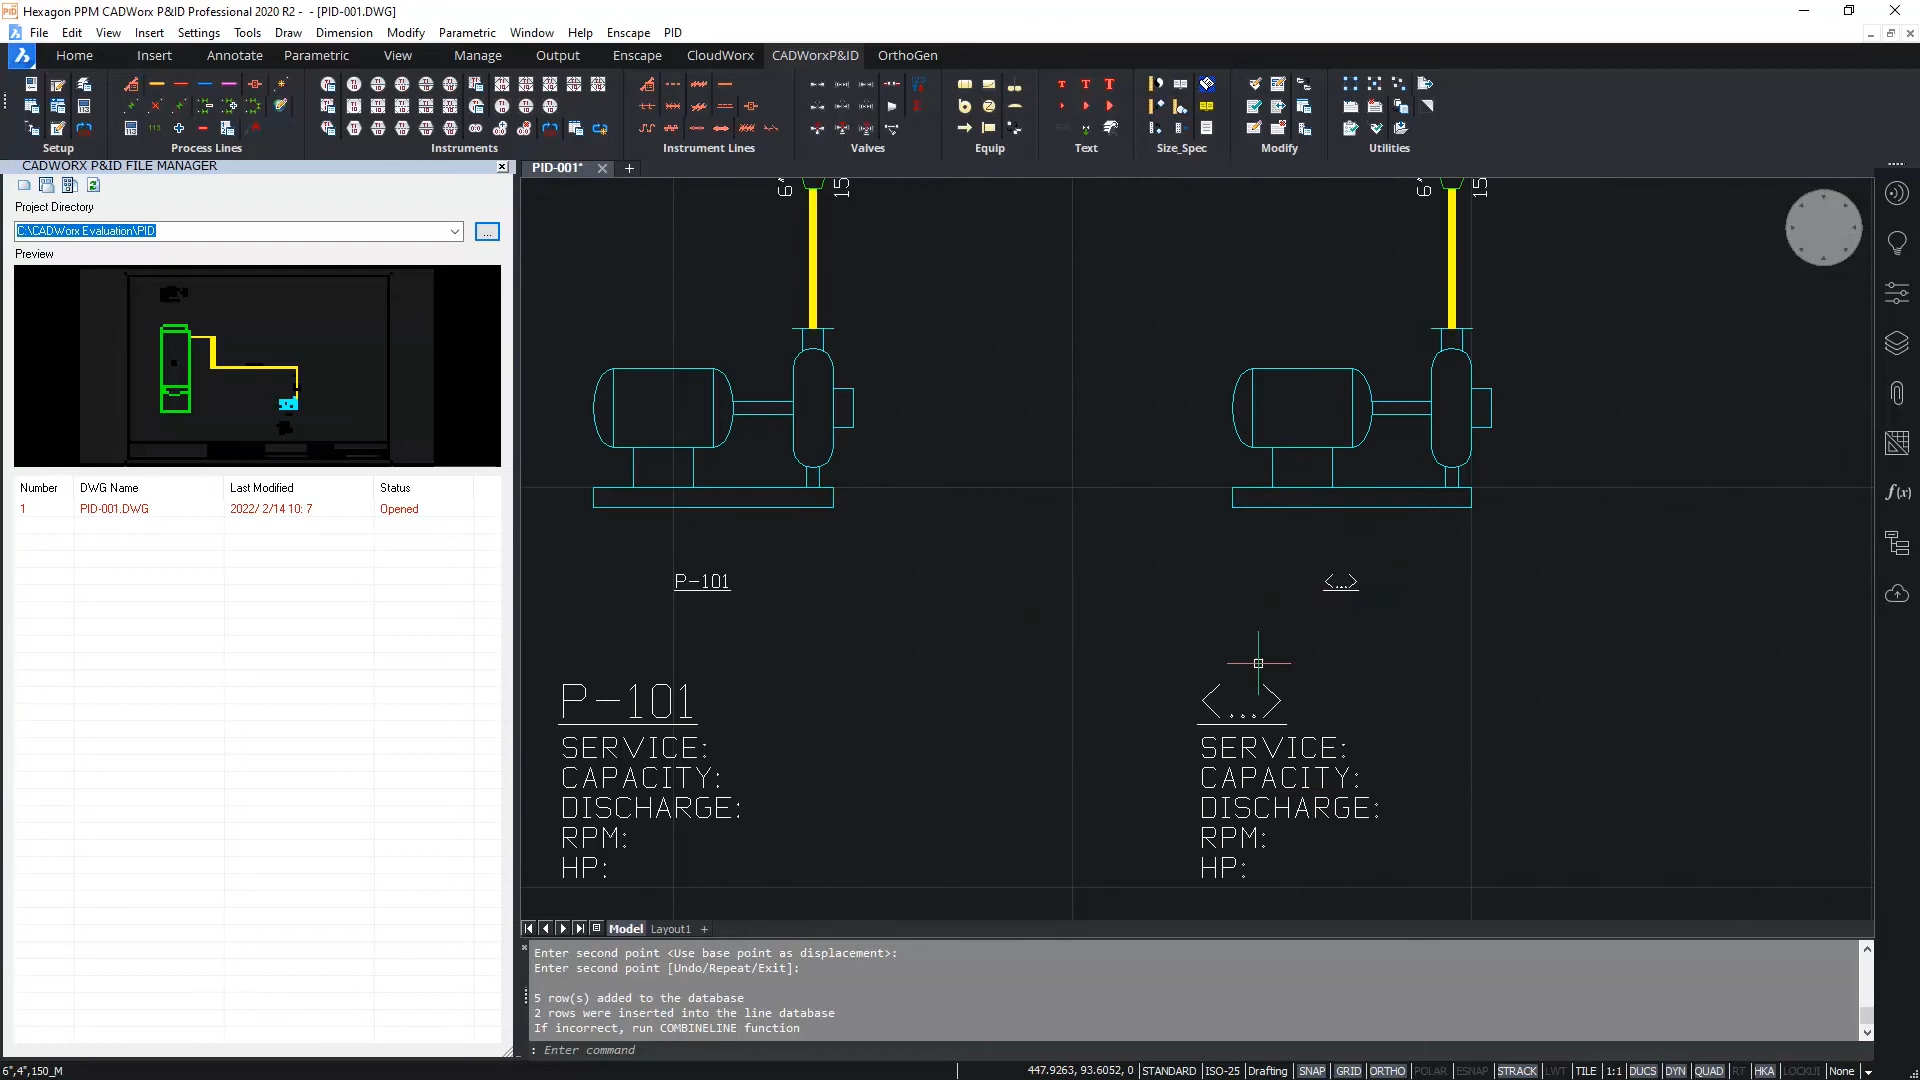 Hexagon PPM CADWorx P&ID Professional 2020 R2 - - [PID-001.DWG]
File Edit View Insert Settings Tools Draw Dimension Modify Parametric Window Help Enscape PID
Home Insert Annotate Parametric View Manage Output Enscape CloudWorx CADWorxP&ID OrthoGen
Setup Process Lines Instruments Instrument Lines Valves Equip Text Size_Spec Modify Utilities
CADWORX P&ID FILE MANAGER
PID-001*
Project Directory
C:\CADWorx Evaluation\PID
...
Preview
Number DWG Name Last Modified Status
1 PID-001.DWG 2022/ 2/14 10: 7 Opened
6" 15
6" 15
P-101
<...>
P-101
SERVICE:
CAPACITY:
DISCHARGE:
RPM:
HP:
<...>
SERVICE:
CAPACITY:
DISCHARGE:
RPM:
HP:
f(x)
Model Layout1 +
Enter second point <Use base point as displacement>:
Enter second point [Undo/Repeat/Exit]:
5 row(s) added to the database
2 rows were inserted into the line database
If incorrect, run COMBINELINE function
: Enter command
6",4",150_M
447.9263, 93.6052, 0 STANDARD ISO-25 Drafting SNAP GRID ORTHO POLAR ESNAP STRACK LWT TILE 1:1 DUCS DYN QUAD RT HKA LOCKUI None